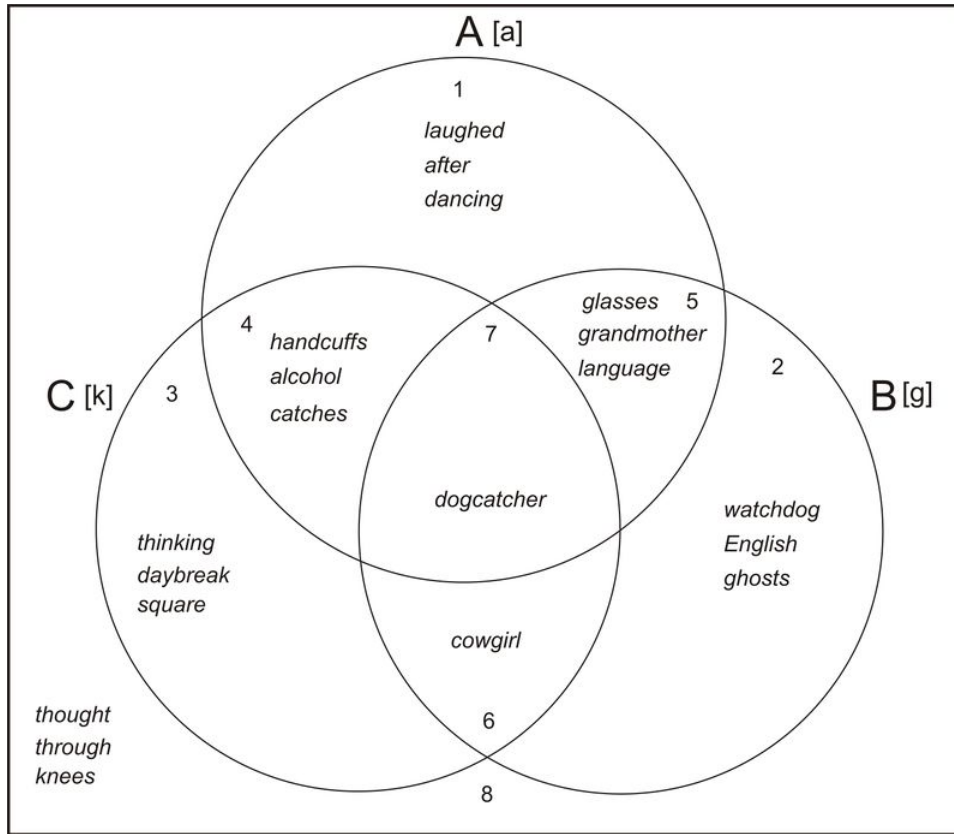 A [a]
1
laughed
after
dancing
4
handcuffs
alcohol
catches
7
glasses 5
grandmother
language
2
C [k]
3
B [g]
dogcatcher
watchdog
English
ghosts
thinking
daybreak
square
cowgirl
6
thought
through
knees
8